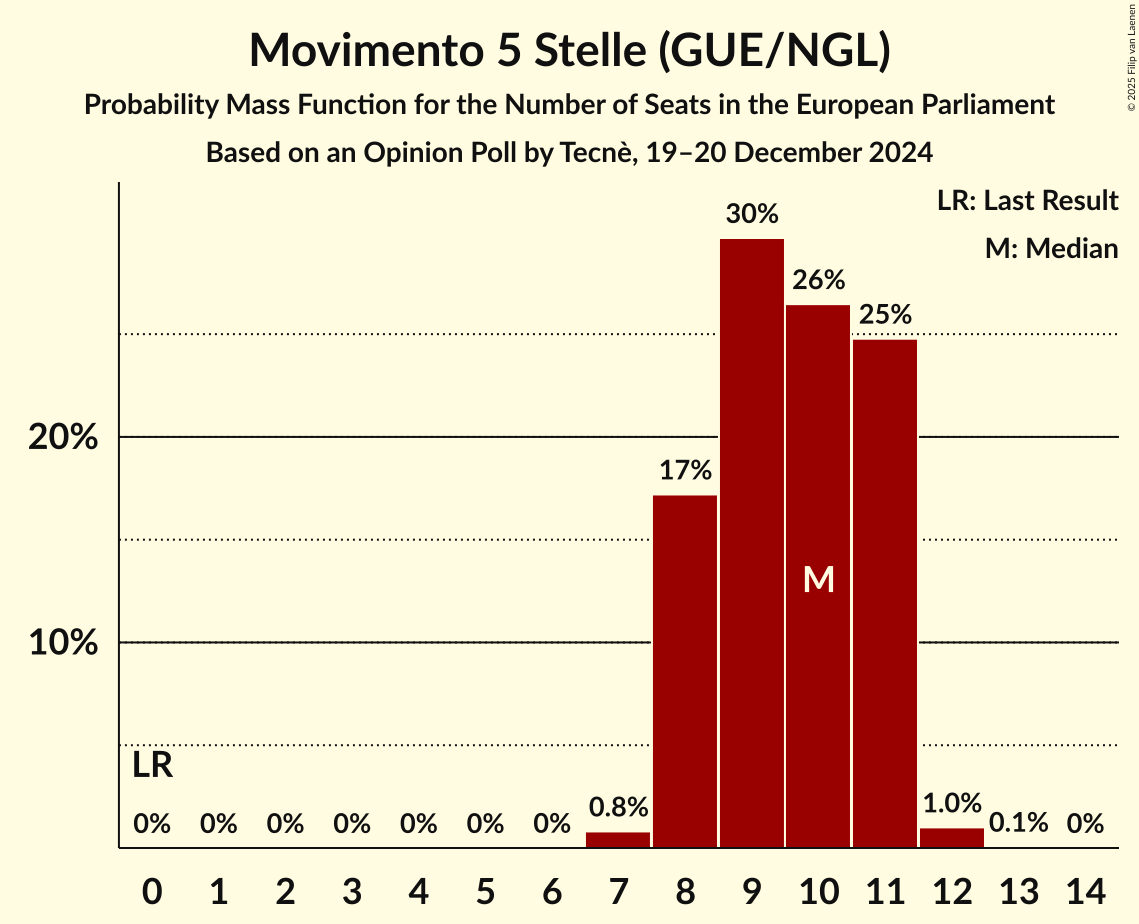 Movimento 5 Stelle (GUE/NGL)
Probability Mass Function for the Number of Seats in the European Parliament
Based on an Opinion Poll by Tecnè, 19–20 December 2024
© 2025 Filip van Laenen
LR: Last Result
M: Median
30%
26%
25%
20%
17%
M
10%
LR
0% 0% 0% 0% 0% 0% 0% 0.8% 1.0% 0.1% 0%
0 1 2 3 4 5 6 7 8 9 10 11 12 13 14